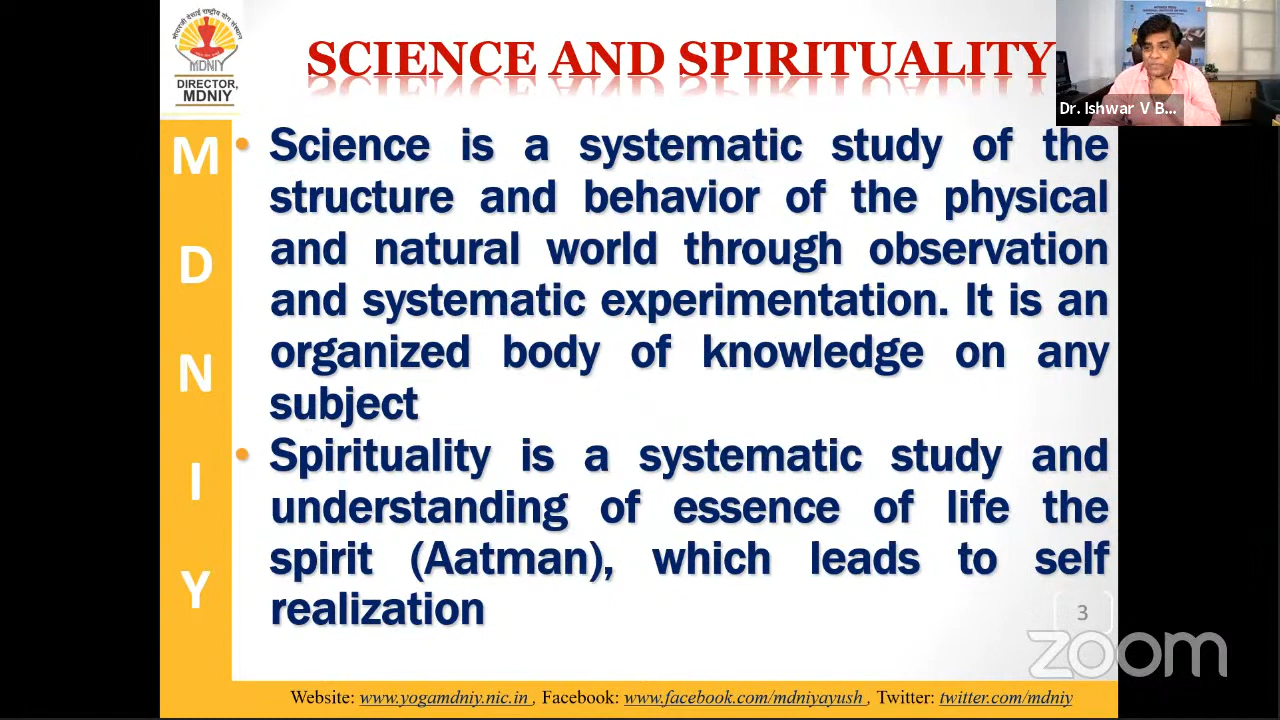 मोरारजी देसाई राष्ट्रीय योग संस्थान
MDNIY
DIRECTOR,
MDNIY
SCIENCE AND SPIRITUALITY
Dr. Ishwar V B...
M
D
N
I
Y
• Science is a systematic study of the
structure and behavior of the physical
and natural world through observation
and systematic experimentation. It is an
organized body of knowledge on any
subject
• Spirituality is a systematic study and
understanding of essence of life the
spirit (Aatman), which leads to self
realization
3
zoom
Website: www.yogamdniy.nic.in , Facebook: www.facebook.com/mdniyayush , Twitter: twitter.com/mdniy